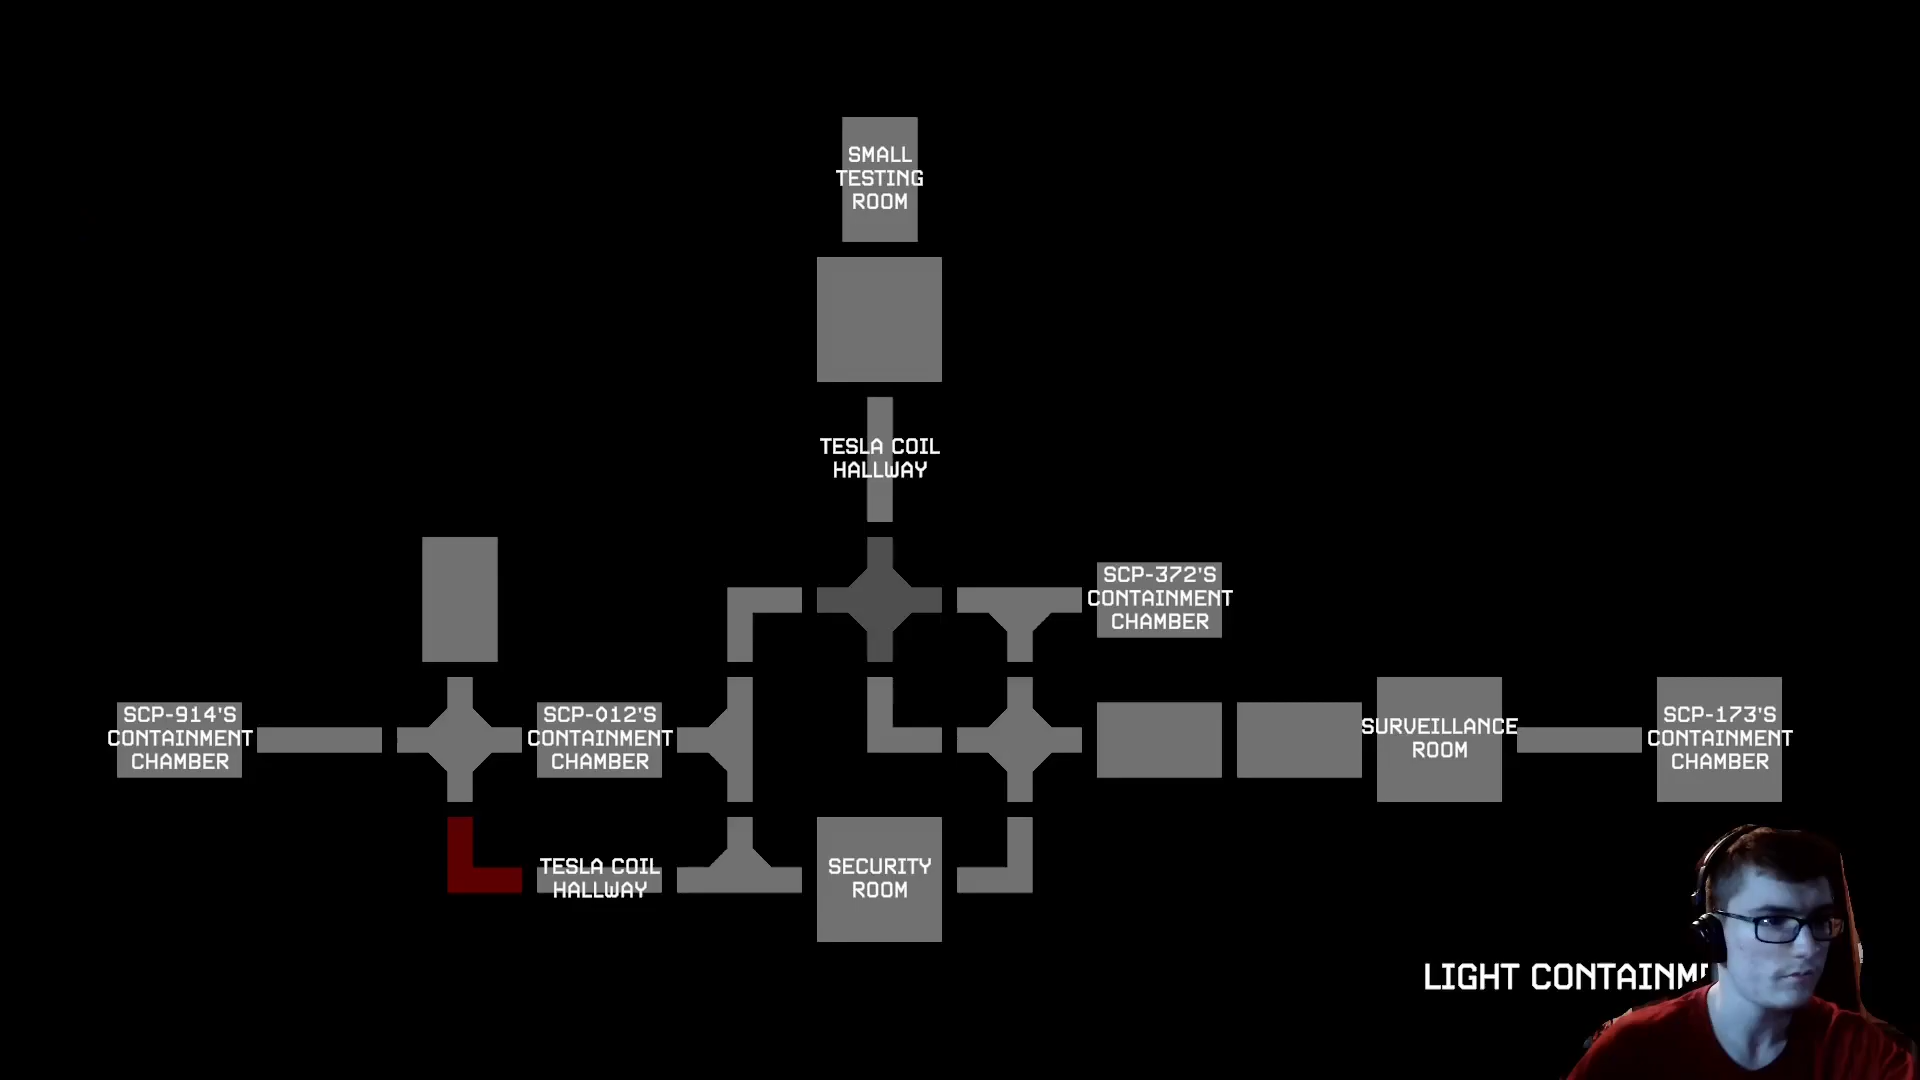 SMALL
TESTING
ROOM
TESLA COIL
HALLWAY
SCP-372'S
CONTAINMENT
CHAMBER
SCP-914'S
CONTAINMENT
CHAMBER
SCP-012'S
CONTAINMENT
CHAMBER
SURVEILLANCE
ROOM
SCP-173'S
CONTAINMENT
CHAMBER
TESLA COIL
HALLWAY
SECURITY
ROOM
LIGHT